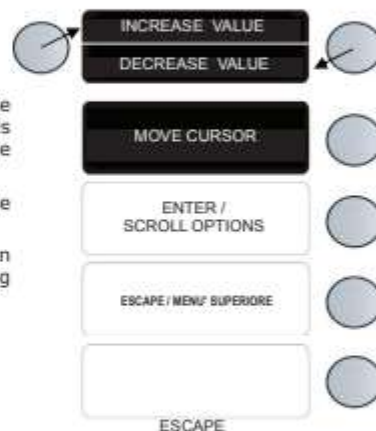 INCREASE VALUE
DECREASE VALUE
e
s
e
MOVE CURSOR
e
ENTER /
SCROLL OPTIONS
n
g
ESCAPE / MENU' SUPERIORE
ESCAPE